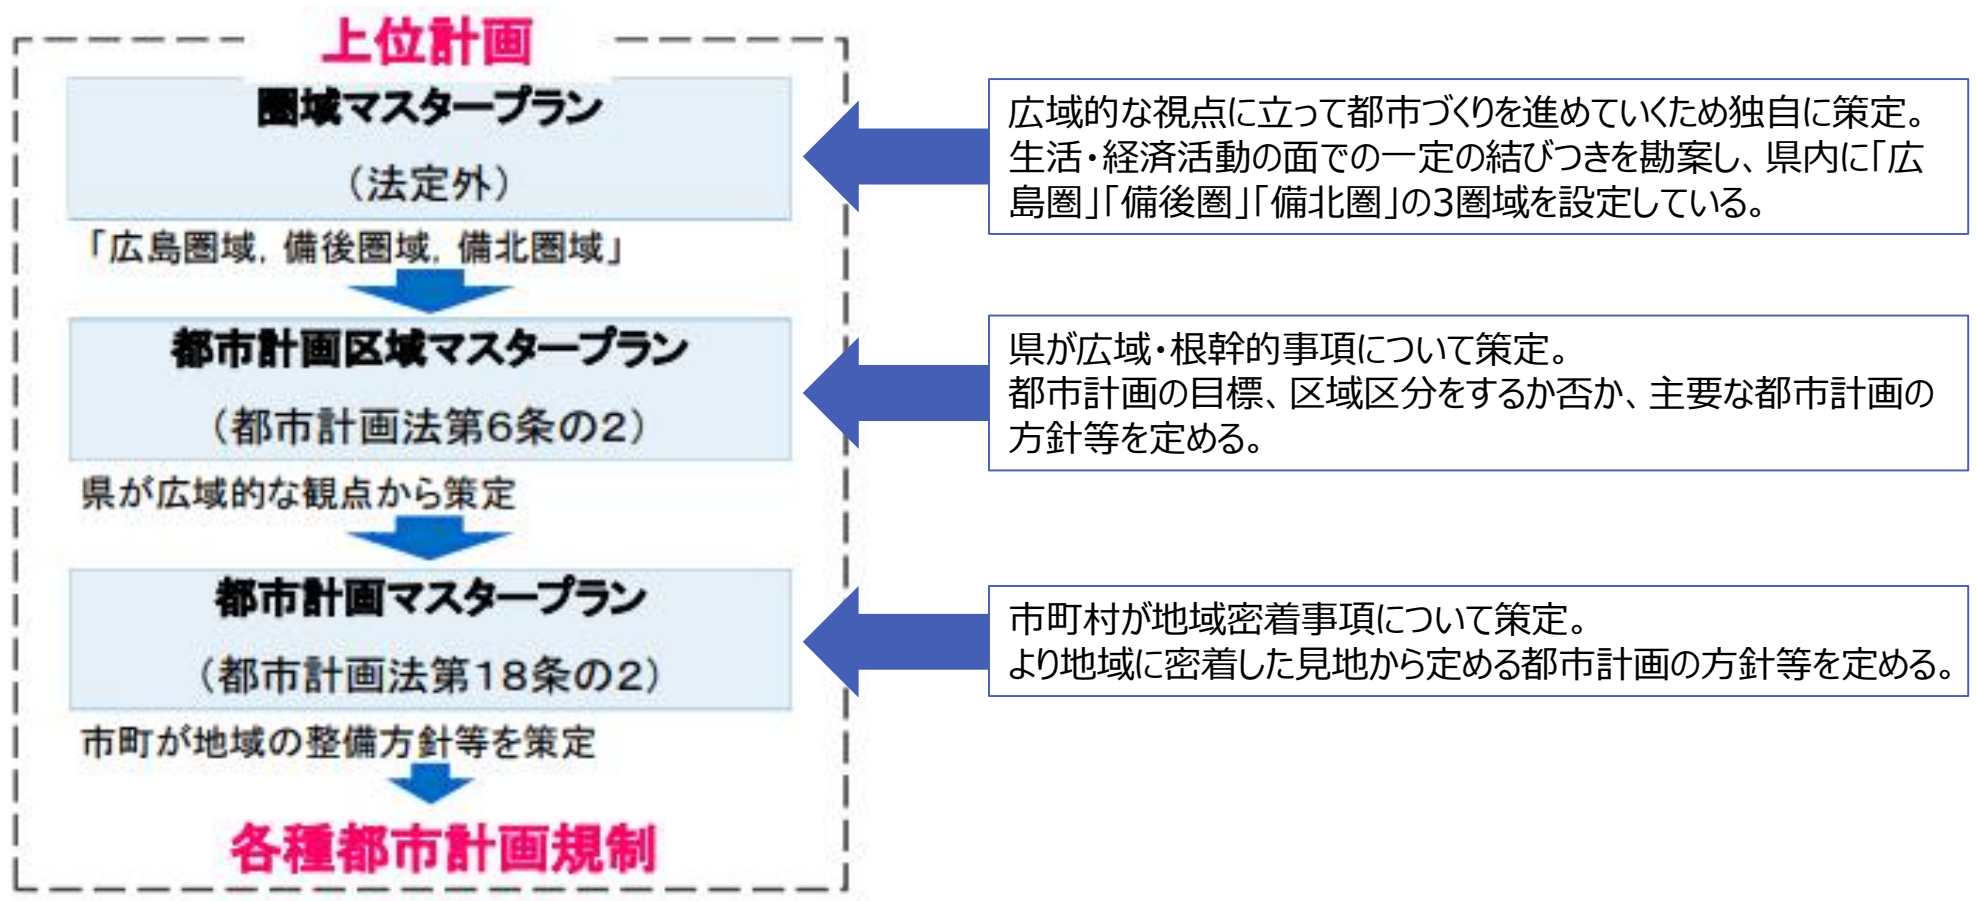 上位計画
圏域マスタープラン
（法定外）
「広島圏域，備後圏域，備北圏域」
都市計画区域マスタープラン
（都市計画法第6条の2）
県が広域的な観点から策定
都市計画マスタープラン
（都市計画法第18条の2）
市町が地域の整備方針等を策定
各種都市計画規制
広域的な視点に立って都市づくりを進めていくため独自に策定。
生活・経済活動の面での一定の結びつきを勘案し、県内に「広
島圏」「備後圏」「備北圏」の3圏域を設定している。
県が広域・根幹的事項について策定。
都市計画の目標、区域区分をするか否か、主要な都市計画の
方針等を定める。
市町村が地域密着事項について策定。
より地域に密着した見地から定める都市計画の方針等を定める。